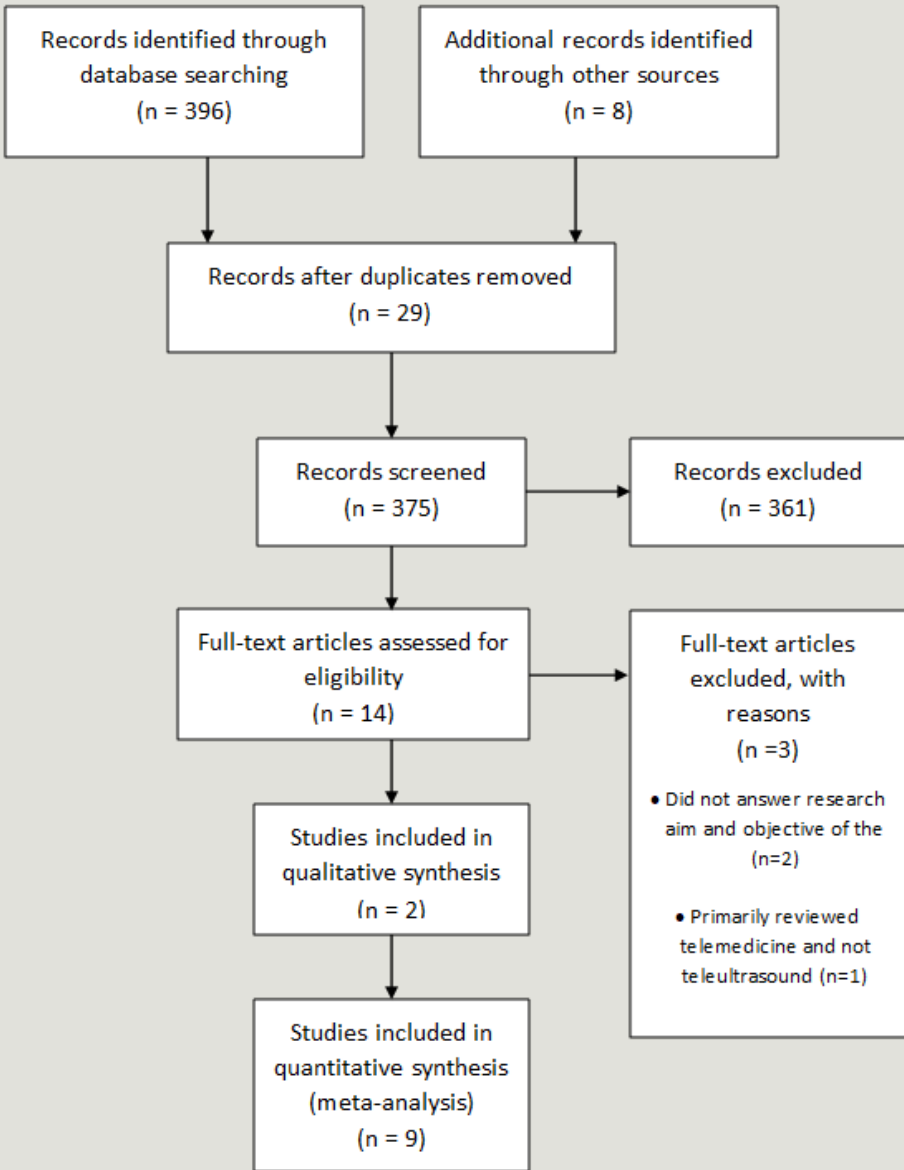 Records identified through
database searching
(n = 396)
Additional records identified
through other sources
(n = 8)
Records after duplicates removed
(n = 29)
Records screened
(n = 375)
Records excluded
(n = 361)
Full-text articles assessed for
eligibility
(n = 14)
Full-text articles
excluded, with
reasons
(n =3)
• Did not answer research
aim and objective of the
(n=2)
• Primarily reviewed
telemedicine and not
teleultrasound (n=1)
Studies included in
qualitative synthesis
(n = 2)
Studies included in
quantitative synthesis
(meta-analysis)
(n = 9)